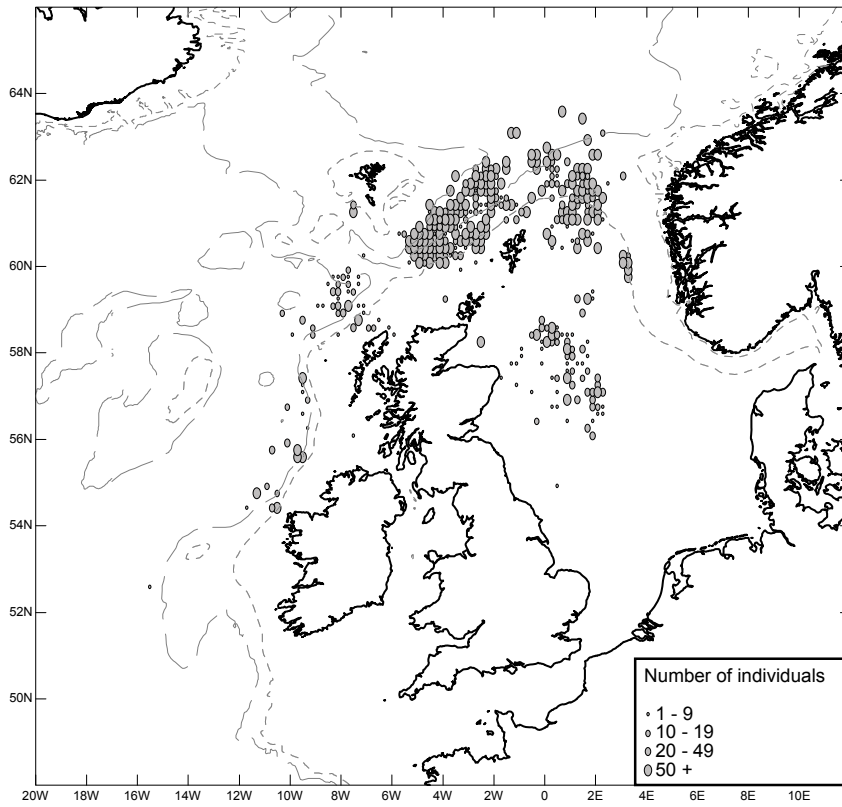 64N
62N
60N
58N
56N
54N
52N
50N
Number of individuals
1 - 9
10 - 19
20 - 49
50 +
20W 18W 16W 14W 12W 10W 8W 6W 4W 2W 0 2E 4E 6E 8E 10E